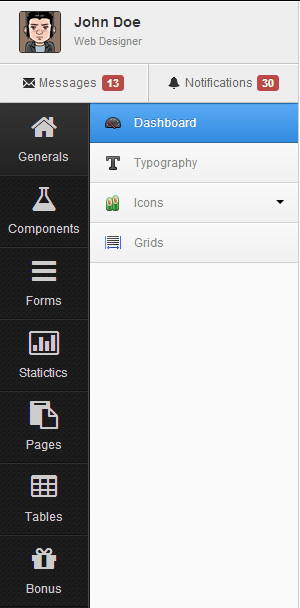 John Doe
Web Designer
Messages 13 Notifications 30
Generals
Components
Forms
Statictics
Pages
Tables
Bonus
Dashboard
Typography
Icons
Grids